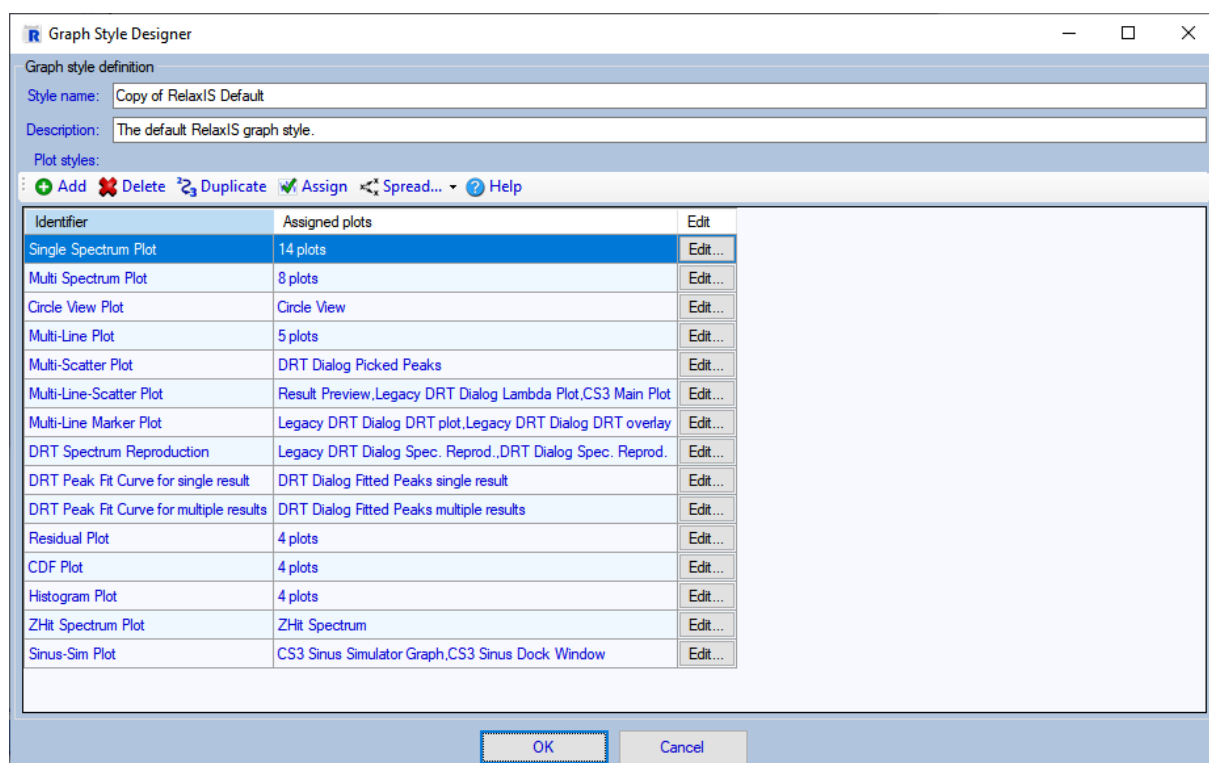 R Graph Style Designer
Graph style definition
Style name: Copy of RelaxIS Default
Description: The default RelaxIS graph style.
Plot styles:
Add Delete Duplicate Assign Spread... Help
Identifier Assigned plots Edit
Single Spectrum Plot 14 plots Edit...
Multi Spectrum Plot 8 plots Edit...
Circle View Plot Circle View Edit...
Multi-Line Plot 5 plots Edit...
Multi-Scatter Plot DRT Dialog Picked Peaks Edit...
Multi-Line-Scatter Plot Result Preview,Legacy DRT Dialog Lambda Plot,CS3 Main Plot Edit...
Multi-Line Marker Plot Legacy DRT Dialog DRT plot,Legacy DRT Dialog DRT overlay Edit...
DRT Spectrum Reproduction Legacy DRT Dialog Spec. Reprod.,DRT Dialog Spec. Reprod. Edit...
DRT Peak Fit Curve for single result DRT Dialog Fitted Peaks single result Edit...
DRT Peak Fit Curve for multiple results DRT Dialog Fitted Peaks multiple results Edit...
Residual Plot 4 plots Edit...
CDF Plot 4 plots Edit...
Histogram Plot 4 plots Edit...
ZHit Spectrum Plot ZHit Spectrum Edit...
Sinus-Sim Plot CS3 Sinus Simulator Graph,CS3 Sinus Dock Window Edit...
OK Cancel